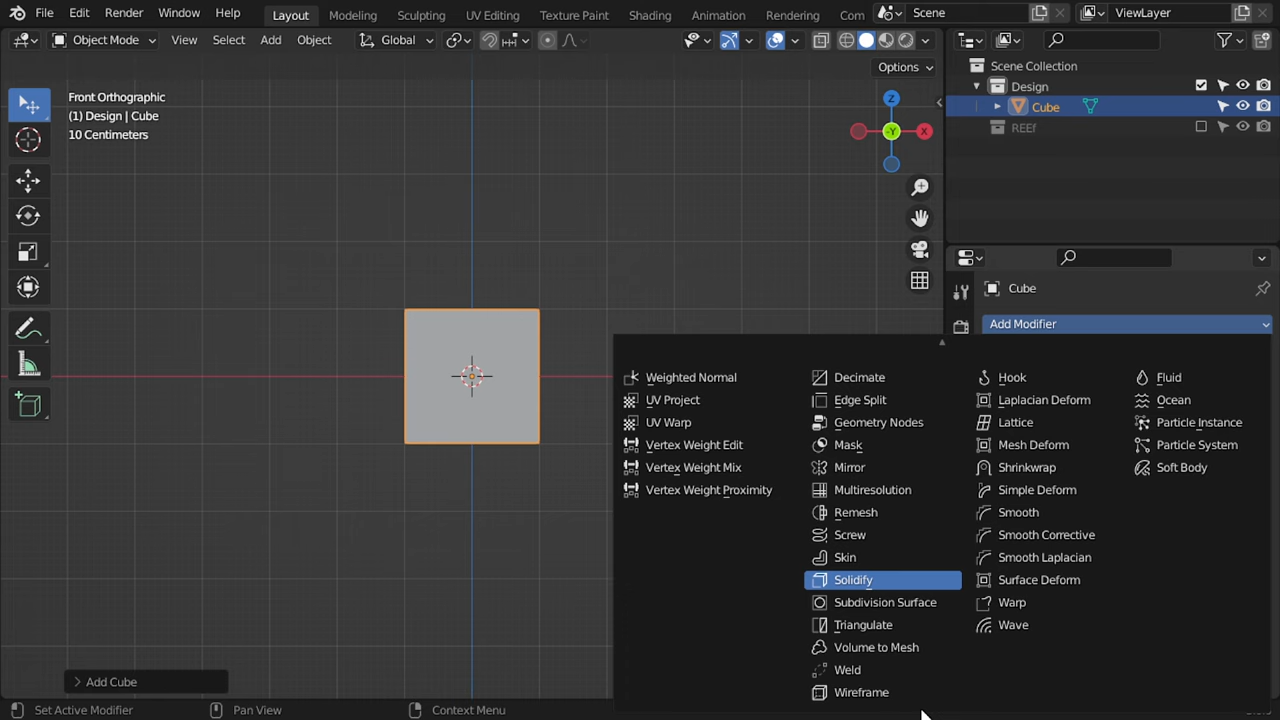 File Edit Render Window Help Layout Modeling Sculpting UV Editing Texture Paint Shading Animation Rendering Com Scene ViewLayer
Object Mode View Select Add Object Global
Options
Scene Collection
Design
Cube
REEf
Front Orthographic
(1) Design | Cube
10 Centimeters
Z
-Y
X
Cube
Add Modifier
Weighted Normal Decimate Hook Fluid
UV Project Edge Split Laplacian Deform Ocean
UV Warp Geometry Nodes Lattice Particle Instance
Vertex Weight Edit Mask Mesh Deform Particle System
Vertex Weight Mix Mirror Shrinkwrap Soft Body
Vertex Weight Proximity Multiresolution Simple Deform
Remesh Smooth
Screw Smooth Corrective
Skin Smooth Laplacian
Solidify Surface Deform
Subdivision Surface Warp
Triangulate Wave
Volume to Mesh
Weld
Wireframe
Add Cube
Set Active Modifier Pan View Context Menu